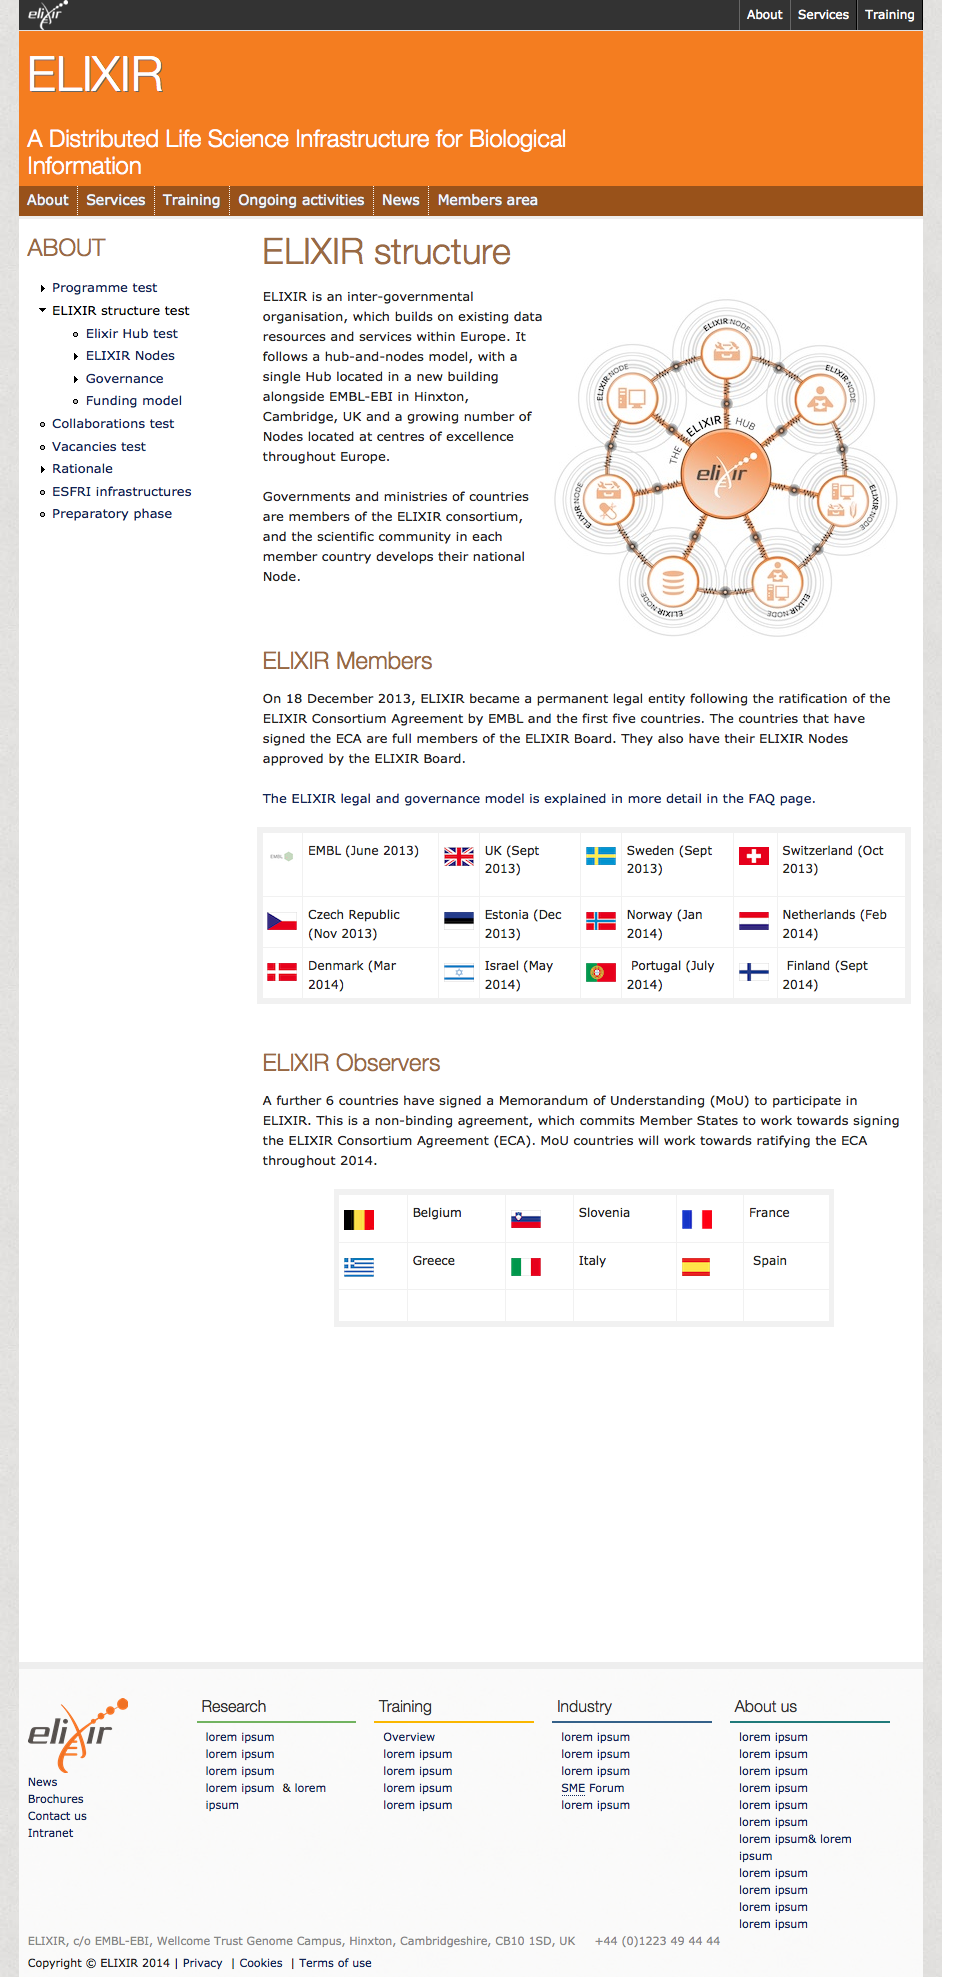 elixir
About Services Training
ELIXIR
A Distributed Life Science Infrastructure for Biological
Information
About Services Training Ongoing activities News Members area
ABOUT
Programme test
ELIXIR structure test
Elixir Hub test
ELIXIR Nodes
Governance
Funding model
Collaborations test
Vacancies test
Rationale
ESFRI infrastructures
Preparatory phase
ELIXIR structure
ELIXIR is an inter-governmental
organisation, which builds on existing data
resources and services within Europe. It
follows a hub-and-nodes model, with a
single Hub located in a new building
alongside EMBL-EBI in Hinxton,
Cambridge, UK and a growing number of
Nodes located at centres of excellence
throughout Europe.
Governments and ministries of countries
are members of the ELIXIR consortium,
and the scientific community in each
member country develops their national
Node.
ELIXIR NODE
ELIXIR NODE
ELIXIR NODE
ELIXIR NODE
ELIXIR NODE
ELIXIR NODE
ELIXIR NODE
THE ELIXIR HUB
elixir
ELIXIR Members
On 18 December 2013, ELIXIR became a permanent legal entity following the ratification of the
ELIXIR Consortium Agreement by EMBL and the first five countries. The countries that have
signed the ECA are full members of the ELIXIR Board. They also have their ELIXIR Nodes
approved by the ELIXIR Board.
The ELIXIR legal and governance model is explained in more detail in the FAQ page.
EMBL
EMBL (June 2013)
UK (Sept
2013)
Sweden (Sept
2013)
Switzerland (Oct
2013)
Czech Republic
(Nov 2013)
Estonia (Dec
2013)
Norway (Jan
2014)
Netherlands (Feb
2014)
Denmark (Mar
2014)
Israel (May
2014)
Portugal (July
2014)
Finland (Sept
2014)
ELIXIR Observers
A further 6 countries have signed a Memorandum of Understanding (MoU) to participate in
ELIXIR. This is a non-binding agreement, which commits Member States to work towards signing
the ELIXIR Consortium Agreement (ECA). MoU countries will work towards ratifying the ECA
throughout 2014.
Belgium Slovenia France
Greece Italy Spain
elixir
News
Brochures
Contact us
Intranet
Research
lorem ipsum
lorem ipsum
lorem ipsum
lorem ipsum & lorem
ipsum
Training
Overview
lorem ipsum
lorem ipsum
lorem ipsum
lorem ipsum
Industry
lorem ipsum
lorem ipsum
lorem ipsum
SME Forum
lorem ipsum
About us
lorem ipsum
lorem ipsum
lorem ipsum
lorem ipsum
lorem ipsum
lorem ipsum
lorem ipsum& lorem
ipsum
lorem ipsum
lorem ipsum
lorem ipsum
lorem ipsum
ELIXIR, c/o EMBL-EBI, Wellcome Trust Genome Campus, Hinxton, Cambridgeshire, CB10 1SD, UK +44 (0)1223 49 44 44
Copyright © ELIXIR 2014 | Privacy | Cookies | Terms of use